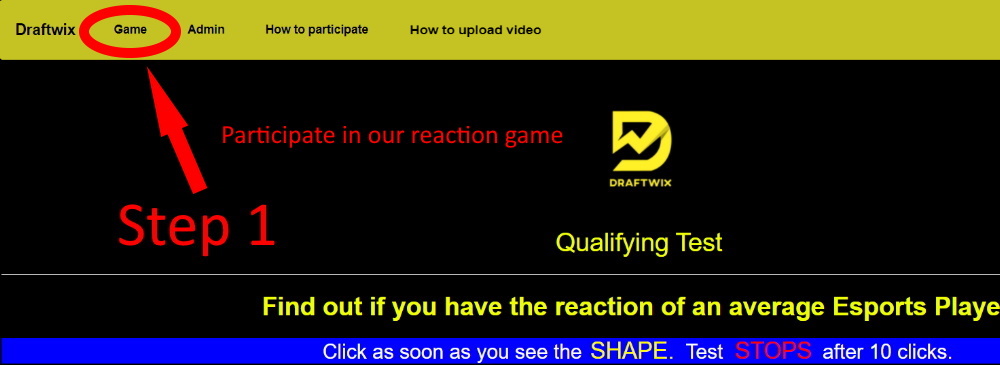 Draftwix Game Admin How to participate How to upload video
Participate in our reaction game
DRAFTWIX
Step 1
Qualifying Test
Find out if you have the reaction of an average Esports Playe
Click as soon as you see the SHAPE. Test STOPS after 10 clicks.